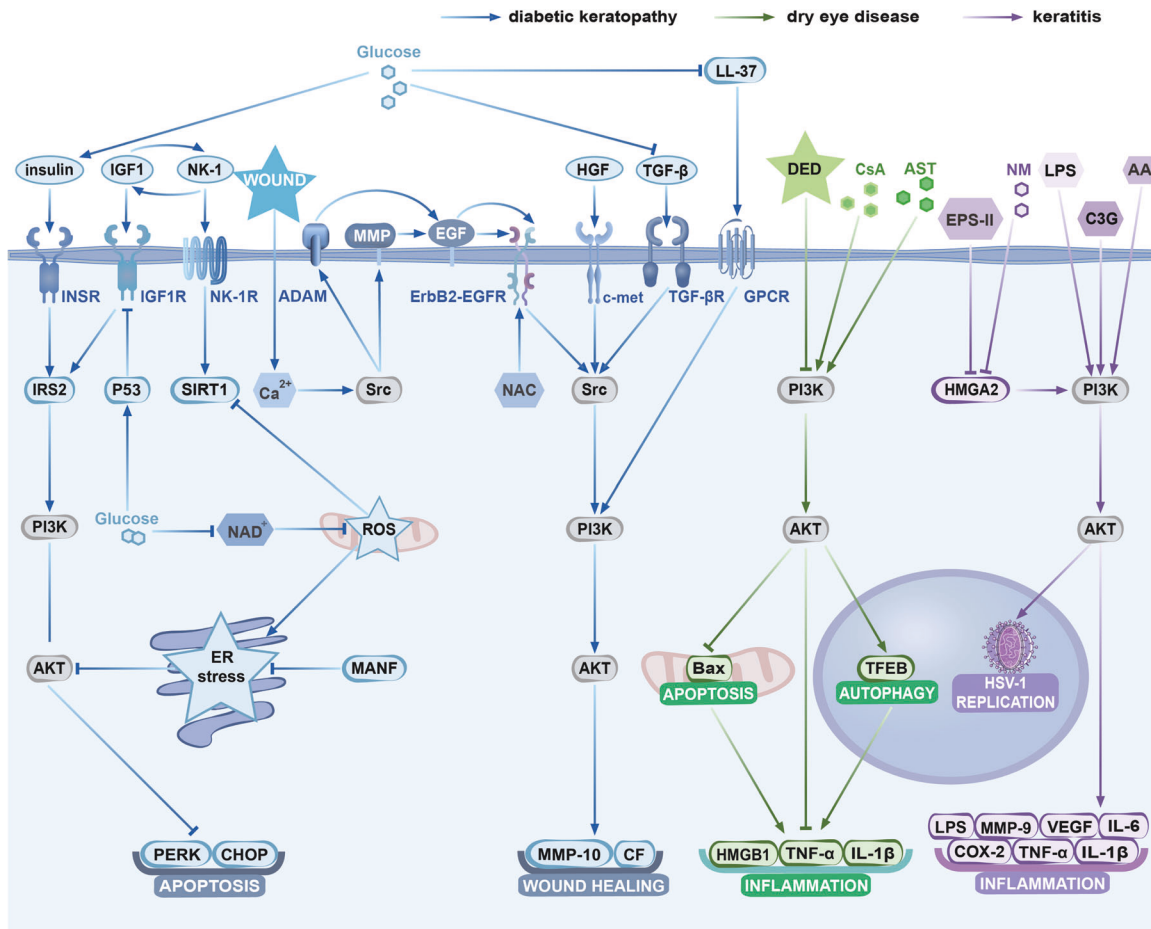 diabetic keratopathy
dry eye disease
keratitis
Glucose
LL-37
insulin
IGF1
NK-1
WOUND
HGF
TGF-β
DED
CsA
AST
NM
LPS
AA
EPS-II
C3G
MMP
EGF
INSR
IGF1R
NK-1R
ADAM
ErbB2-EGFR
c-met
TGF-βR
GPCR
IRS2
P53
SIRT1
Ca2+
Src
NAC
Src
PI3K
HMGA2
PI3K
PI3K
Glucose
NAD+
ROS
PI3K
AKT
AKT
AKT
ER
stress
MANF
AKT
Bax
APOPTOSIS
TFEB
AUTOPHAGY
HSV-1
REPLICATION
PERK
CHOP
APOPTOSIS
MMP-10
CF
WOUND HEALING
HMGB1
TNF-α
IL-1β
INFLAMMATION
LPS
MMP-9
VEGF
IL-6
COX-2
TNF-α
IL-1β
INFLAMMATION